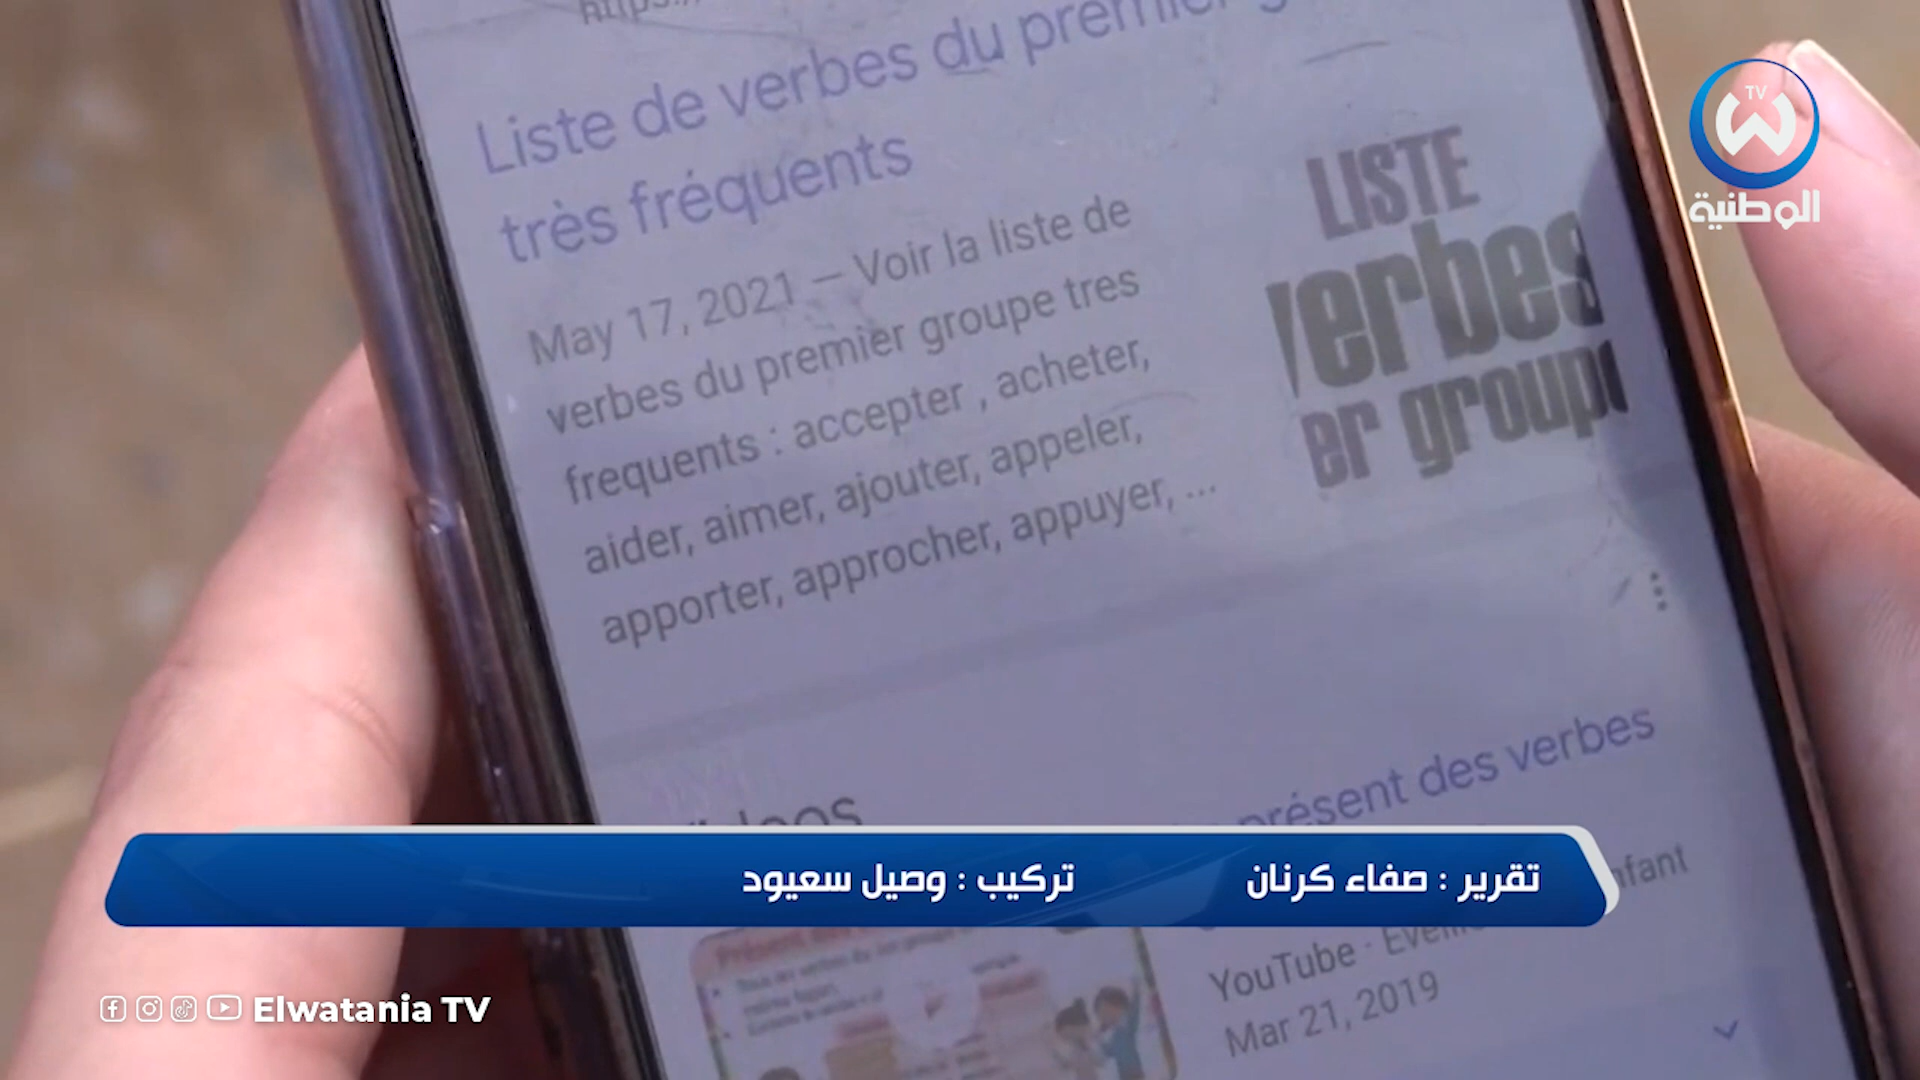 https:/
Liste de verbes du premier
très fréquents
May 17, 2021 — Voir la liste de
verbes du premier groupe tres
frequents : accepter , acheter,
aider, aimer, ajouter, appeler,
apporter, approcher, appuyer, ...
LISTE
verbes
er groupe
présent des verbes
nfant
YouTube ·
Mar 21, 2019
TV
الوطنية
تقرير : صفاء كرنان
تركيب : وصيل سعيود
Elwatania TV